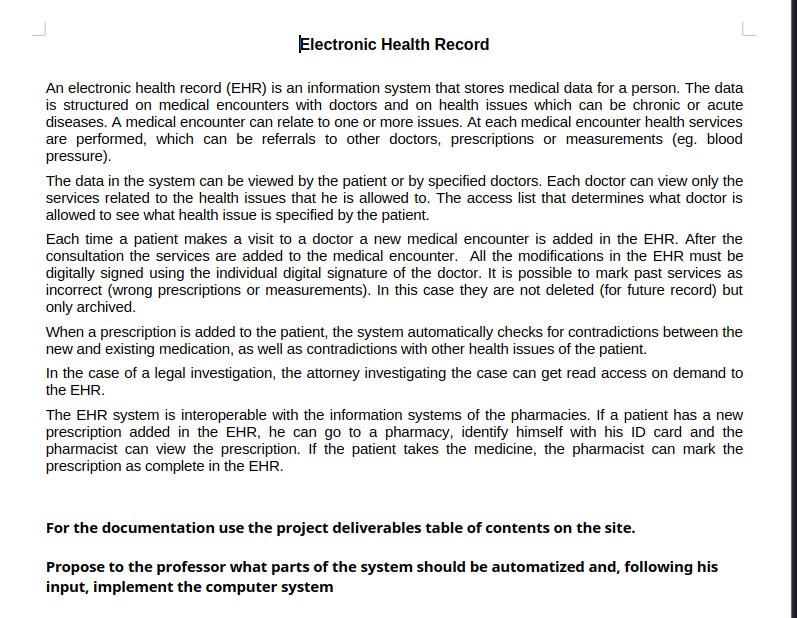 Electronic Health Record
An electronic health record (EHR) is an information system that stores medical data for a person. The data
is structured on medical encounters with doctors and on health issues which can be chronic or acute
diseases. A medical encounter can relate to one or more issues. At each medical encounter health services
are performed, which can be referrals to other doctors, prescriptions or measurements (eg. blood
pressure).
The data in the system can be viewed by the patient or by specified doctors. Each doctor can view only the
services related to the health issues that he is allowed to. The access list that determines what doctor is
allowed to see what health issue is specified by the patient.
Each time a patient makes a visit to a doctor a new medical encounter is added in the EHR. After the
consultation the services are added to the medical encounter.  All the modifications in the EHR must be
digitally signed using the individual digital signature of the doctor. It is possible to mark past services as
incorrect (wrong prescriptions or measurements). In this case they are not deleted (for future record) but
only archived.
When a prescription is added to the patient, the system automatically checks for contradictions between the
new and existing medication, as well as contradictions with other health issues of the patient.
In the case of a legal investigation, the attorney investigating the case can get read access on demand to
the EHR.
The EHR system is interoperable with the information systems of the pharmacies. If a patient has a new
prescription added in the EHR, he can go to a pharmacy, identify himself with his ID card and the
pharmacist can view the prescription. If the patient takes the medicine, the pharmacist can mark the
prescription as complete in the EHR.
For the documentation use the project deliverables table of contents on the site.
Propose to the professor what parts of the system should be automatized and, following his
input, implement the computer system